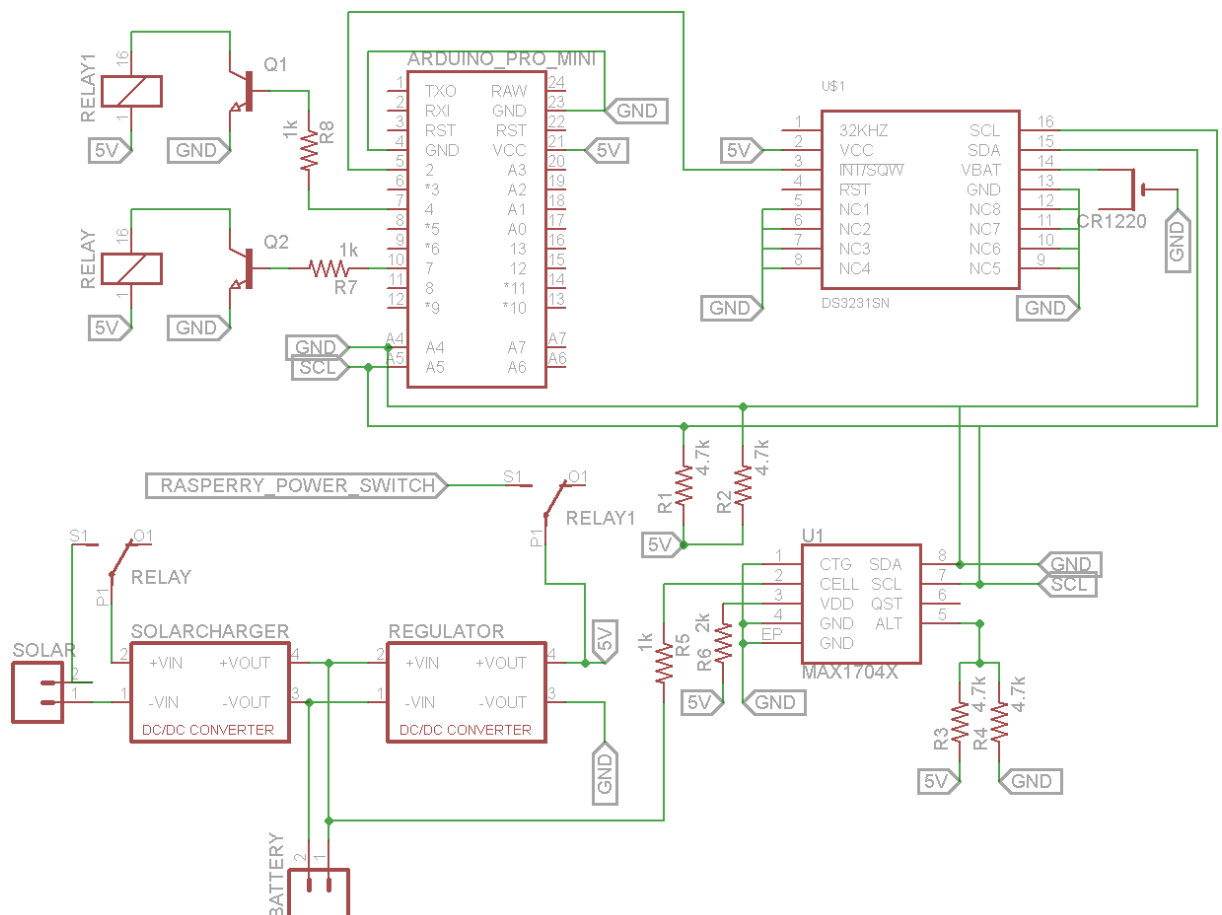 RELAY1
16
1
5V
GND
Q1
1k
R8
RELAY
16
1
5V
GND
Q2
1k
R7
ARDUINO_PRO_MINI
1 TXO RAW 24
2 RXI GND 23
3 RST RST 22
4 GND VCC 21
5 2 A3 20
6 *3 A2 19
7 4 A1 18
8 *5 A0 17
9 *6 13 16
10 7 12 15
11 8 *11 14
12 *9 *10 13
A4 A4 A7 A7
A5 A5 A6 A6
GND
5V
GND
SCL
U$1
1 32KHZ SCL 16
2 VCC SDA 15
3 INT/SQW VBAT 14
4 RST GND 13
5 NC1 NC8 12
6 NC2 NC7 11
7 NC3 NC6 10
8 NC4 NC5 9
DS3231SN
5V
GND
GND
CR1220
GND
RASPERRY_POWER_SWITCH
S1
O1
P1
RELAY1
S1
O1
P1
RELAY
R1
4.7k
R2
4.7k
5V
U1
1 CTG SDA 8
2 CELL SCL 7
3 VDD QST 6
4 GND ALT 5
EP GND
MAX1704X
GND
SCL
SOLAR
2
1
SOLARCHARGER
2 +VIN +VOUT 4
1 -VIN -VOUT 3
DC/DC CONVERTER
REGULATOR
2 +VIN +VOUT 4
1 -VIN -VOUT 3
DC/DC CONVERTER
5V
GND
1k
R5
2k
R6
5V
GND
R3
4.7k
R4
4.7k
5V
GND
BATTERY
2
1